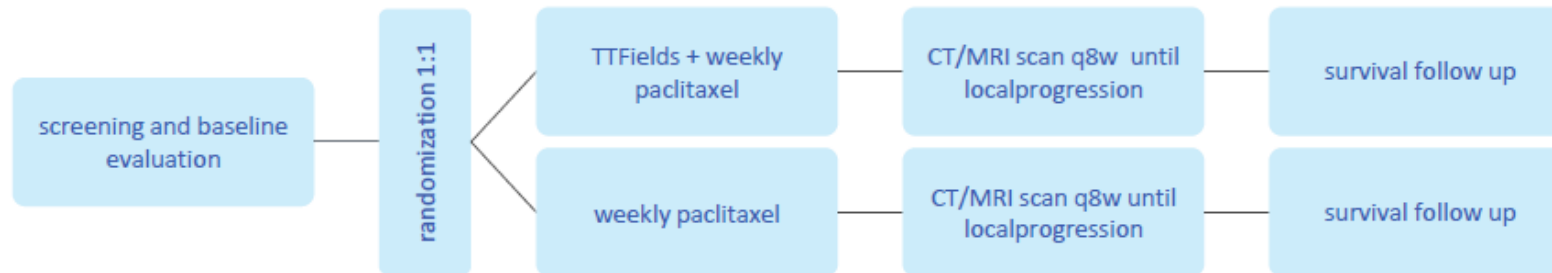 screening and baseline
evaluation
randomization 1:1
TTFields + weekly
paclitaxel
CT/MRI scan q8w until
localprogression
survival follow up
weekly paclitaxel
CT/MRI scan q8w until
localprogression
survival follow up